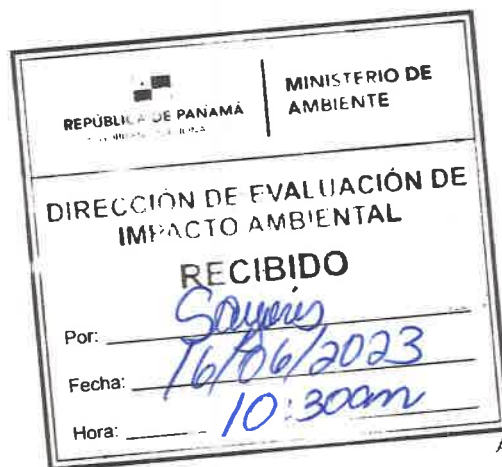 REPÚBLICA DE PANAMÁ
MINISTERIO DE
AMBIENTE
DIRECCIÓN DE EVALUACIÓN DE
IMPACTO AMBIENTAL
RECIBIDO
Por: Sayuris
Fecha: 16/06/2023
Hora: 10:30am